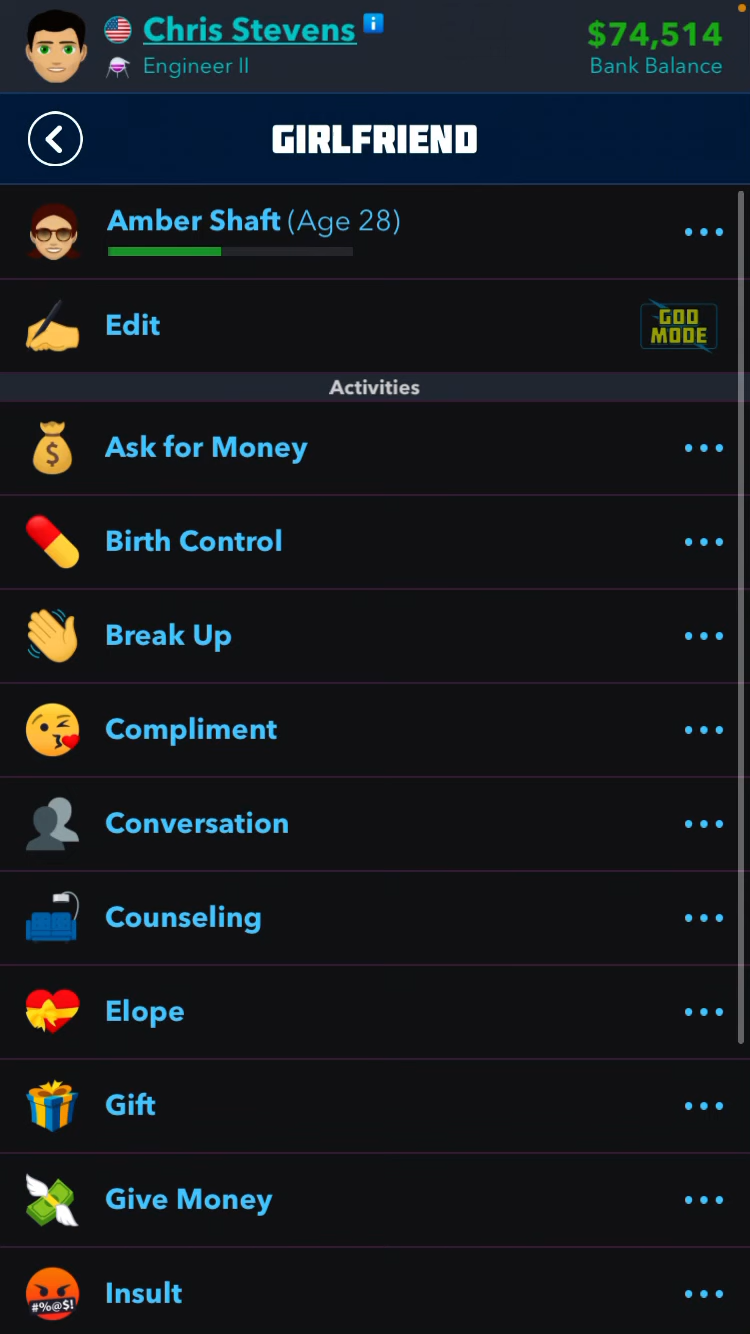 Chris Stevens i
Engineer II
$74,514
Bank Balance
GIRLFRIEND
Amber Shaft (Age 28)
Edit
GOD
MODE
Activities
$
Ask for Money
Birth Control
Break Up
Compliment
Conversation
Counseling
Elope
Gift
Give Money
#%@$!
Insult